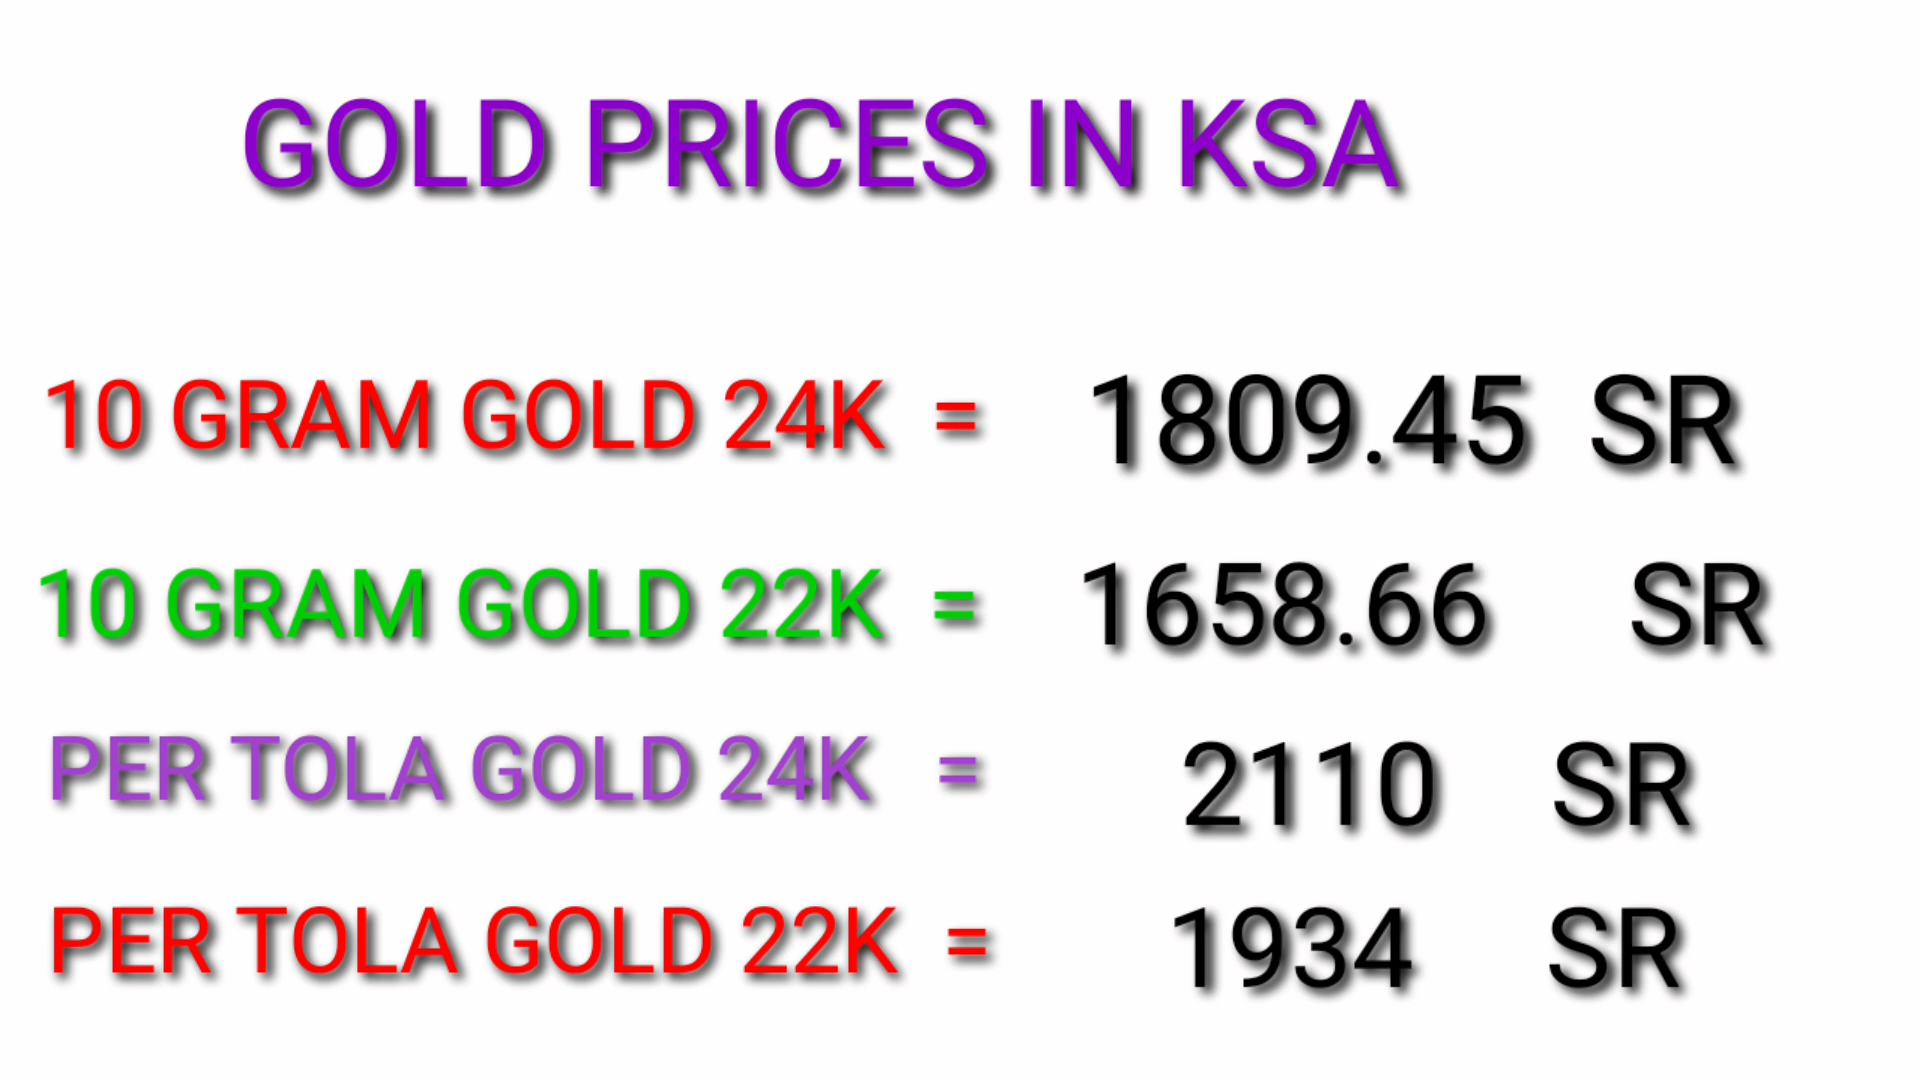 GOLD PRICES IN KSA
10 GRAM GOLD 24K = 1809.45 SR
10 GRAM GOLD 22K = 1658.66 SR
PER TOLA GOLD 24K = 2110 SR
PER TOLA GOLD 22K = 1934 SR